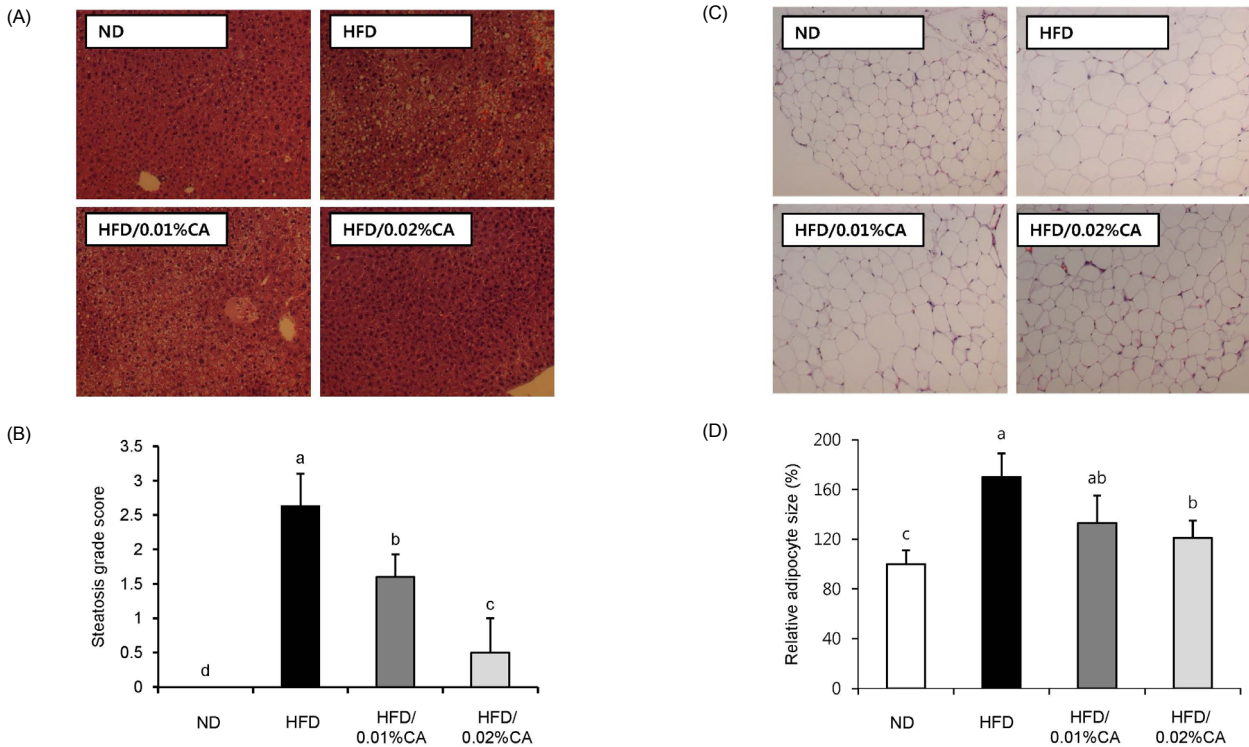 (A)
ND
HFD
HFD/0.01%CA
HFD/0.02%CA
(B)
Steatosis grade score
3.5
3
2.5
2
1.5
1
0.5
0
d
a
b
c
ND
HFD
HFD/
0.01%CA
HFD/
0.02%CA
(C)
ND
HFD
HFD/0.01%CA
HFD/0.02%CA
(D)
Relative adipocyte size (%)
200
160
120
80
40
0
c
a
ab
b
ND
HFD
HFD/
0.01%CA
HFD/
0.02%CA